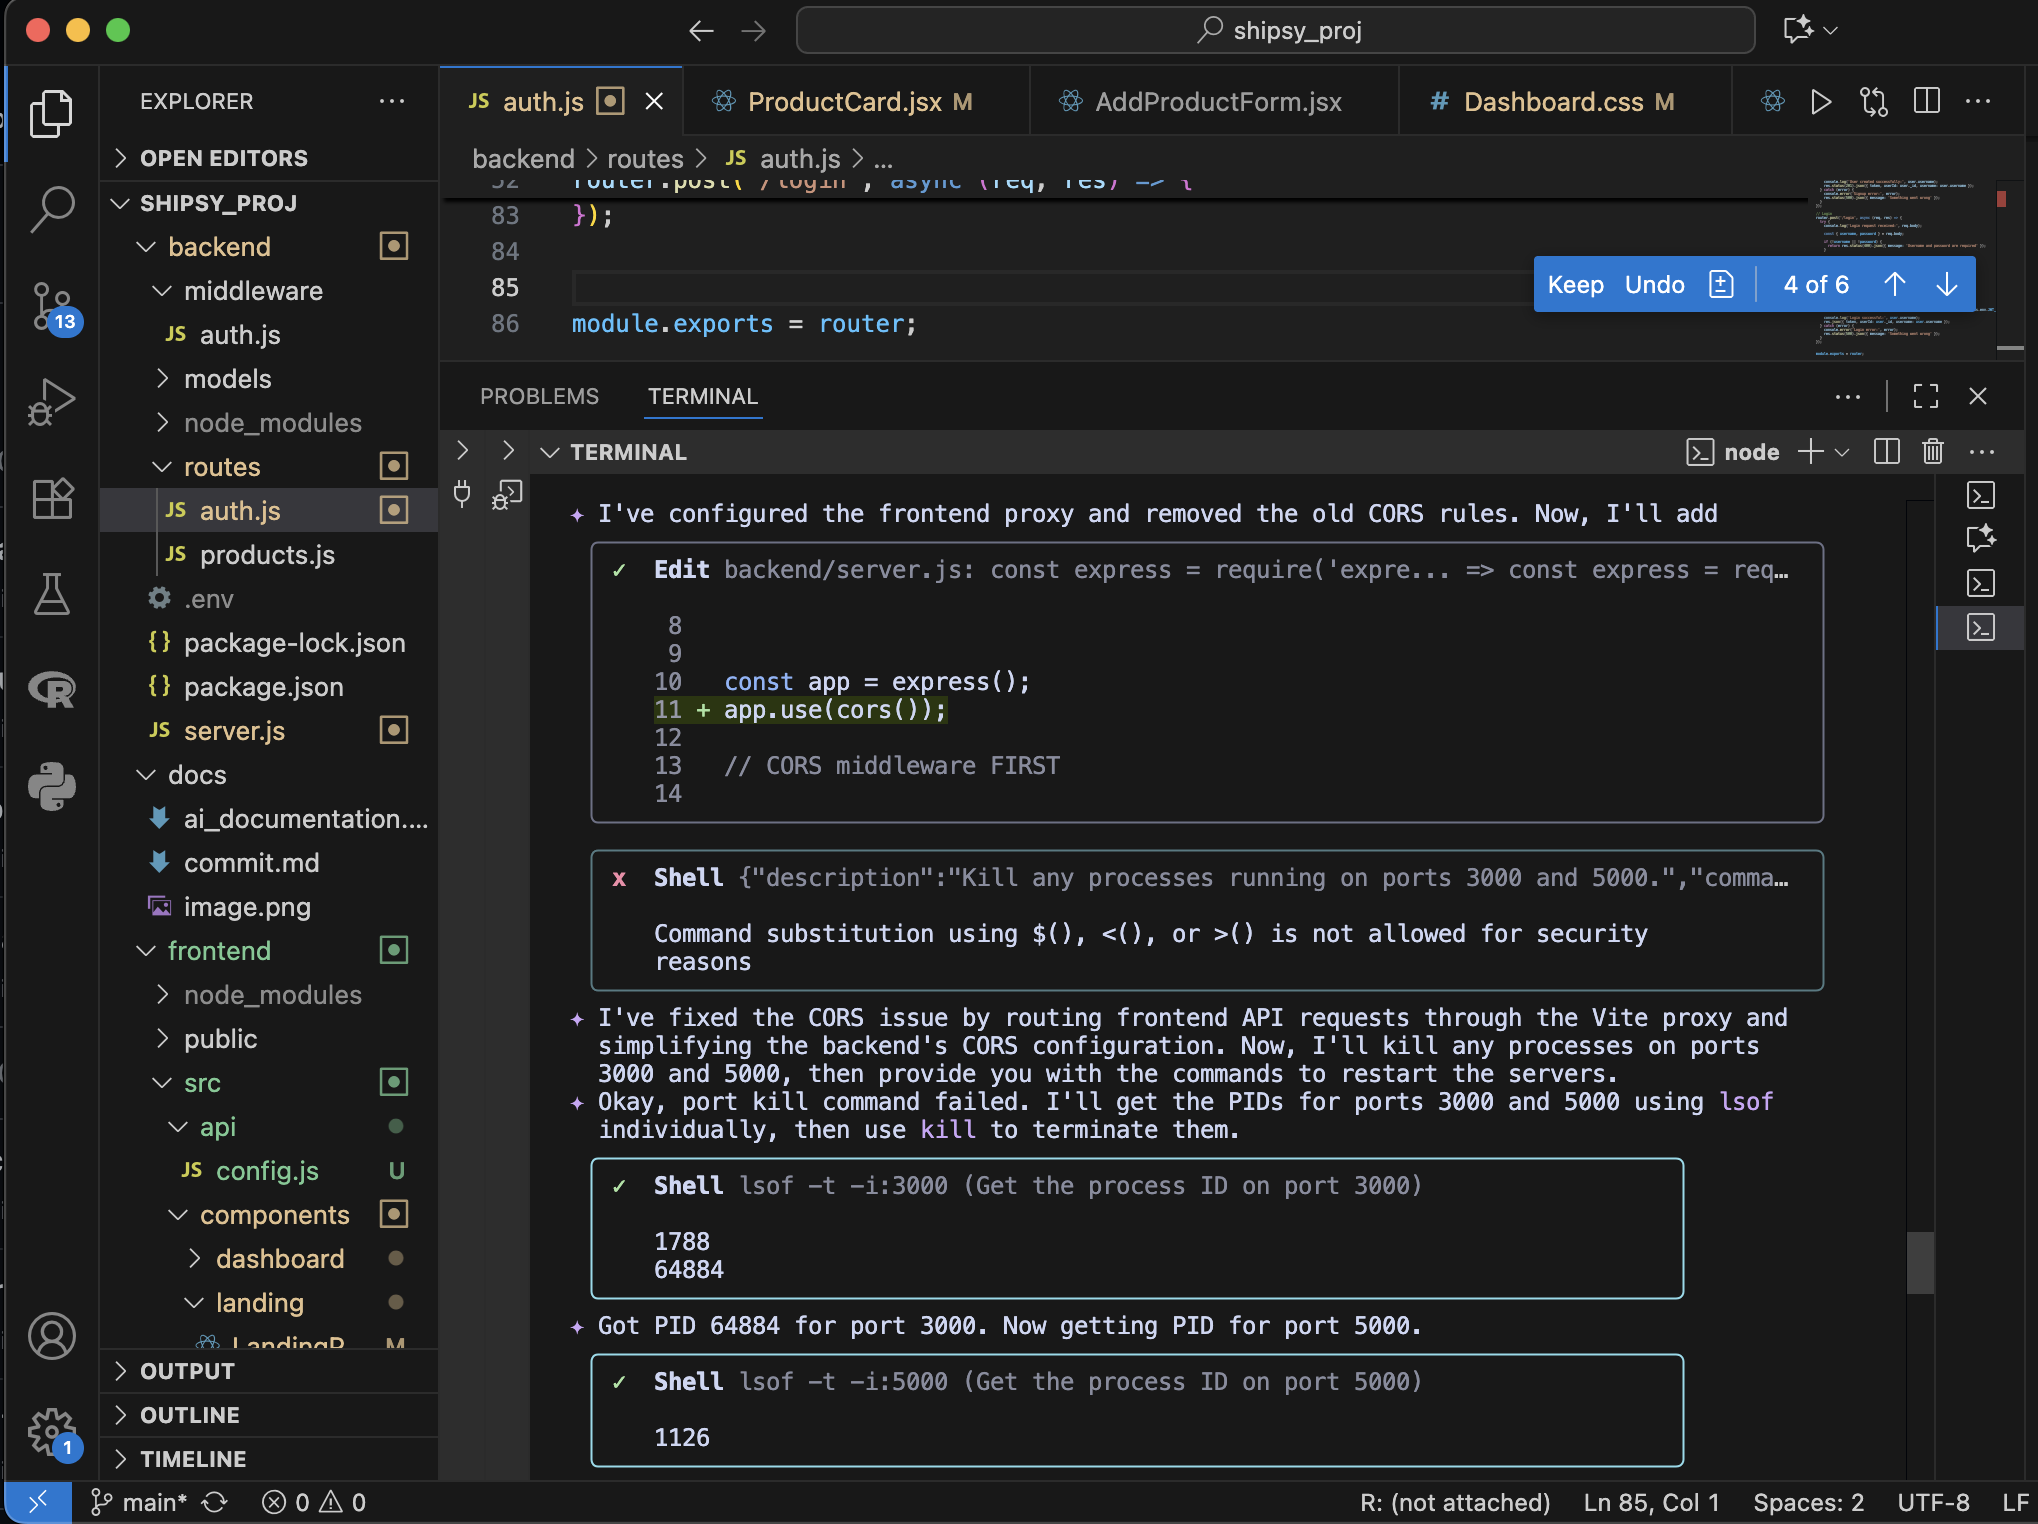 shipsy_proj
EXPLORER
OPEN EDITORS
SHIPSY_PROJ
backend
middleware
JS auth.js
models
node_modules
routes
JS auth.js
JS products.js
.env
{} package-lock.json
{} package.json
JS server.js
docs
ai_documentation....
commit.md
image.png
frontend
node_modules
public
src
api
JS config.js U
components
dashboard
landing
LandingP M
OUTPUT
OUTLINE
TIMELINE
13
1
JS auth.js
ProductCard.jsx M
AddProductForm.jsx
# Dashboard.css M
backend > routes > JS auth.js > ...
router.post('/login', async (req, res) => {
83 });
84
85
86 module.exports = router;
Keep Undo 4 of 6
PROBLEMS TERMINAL
TERMINAL
node
✦ I've configured the frontend proxy and removed the old CORS rules. Now, I'll add
✓ Edit backend/server.js: const express = require('expre... => const express = req…
8
9
10 const app = express();
11 + app.use(cors());
12
13 // CORS middleware FIRST
14
x Shell {"description":"Kill any processes running on ports 3000 and 5000.","comma…
Command substitution using $(), <(), or >() is not allowed for security
reasons
✦ I've fixed the CORS issue by routing frontend API requests through the Vite proxy and
simplifying the backend's CORS configuration. Now, I'll kill any processes on ports
3000 and 5000, then provide you with the commands to restart the servers.
✦ Okay, port kill command failed. I'll get the PIDs for ports 3000 and 5000 using lsof
individually, then use kill to terminate them.
✓ Shell lsof -t -i:3000 (Get the process ID on port 3000)
1788
64884
✦ Got PID 64884 for port 3000. Now getting PID for port 5000.
✓ Shell lsof -t -i:5000 (Get the process ID on port 5000)
1126
main* 0 0
R: (not attached) Ln 85, Col 1 Spaces: 2 UTF-8 LF